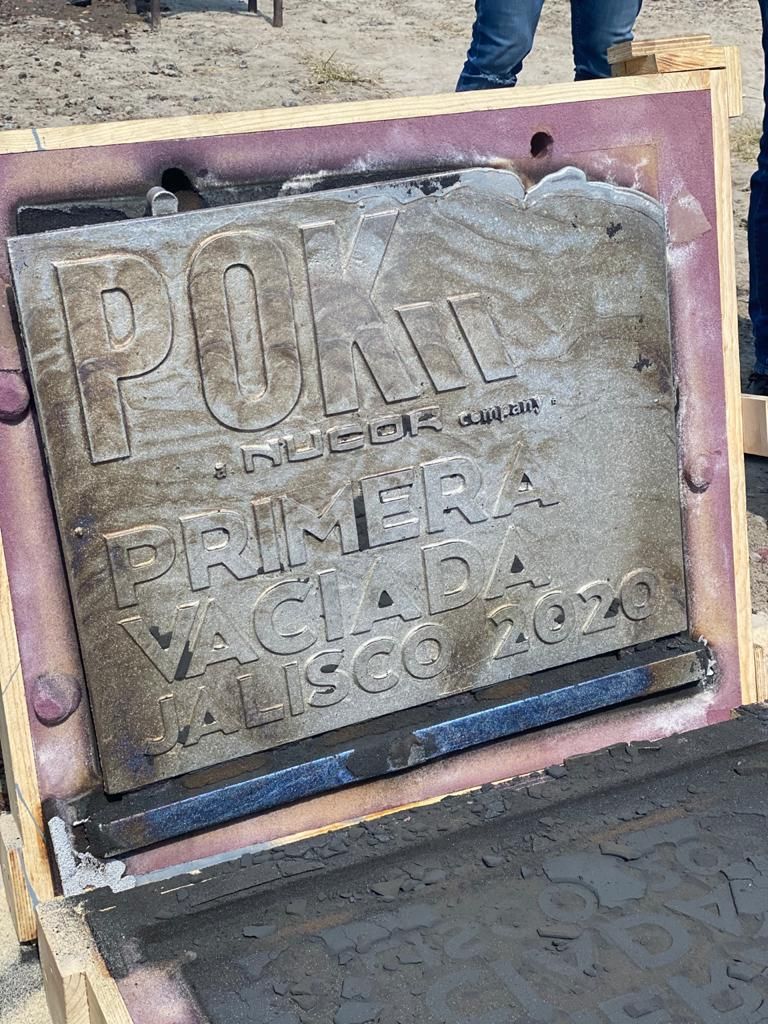 POK
a NUCOR company.
PRIMERA
VACIADA
JALISCO 2020